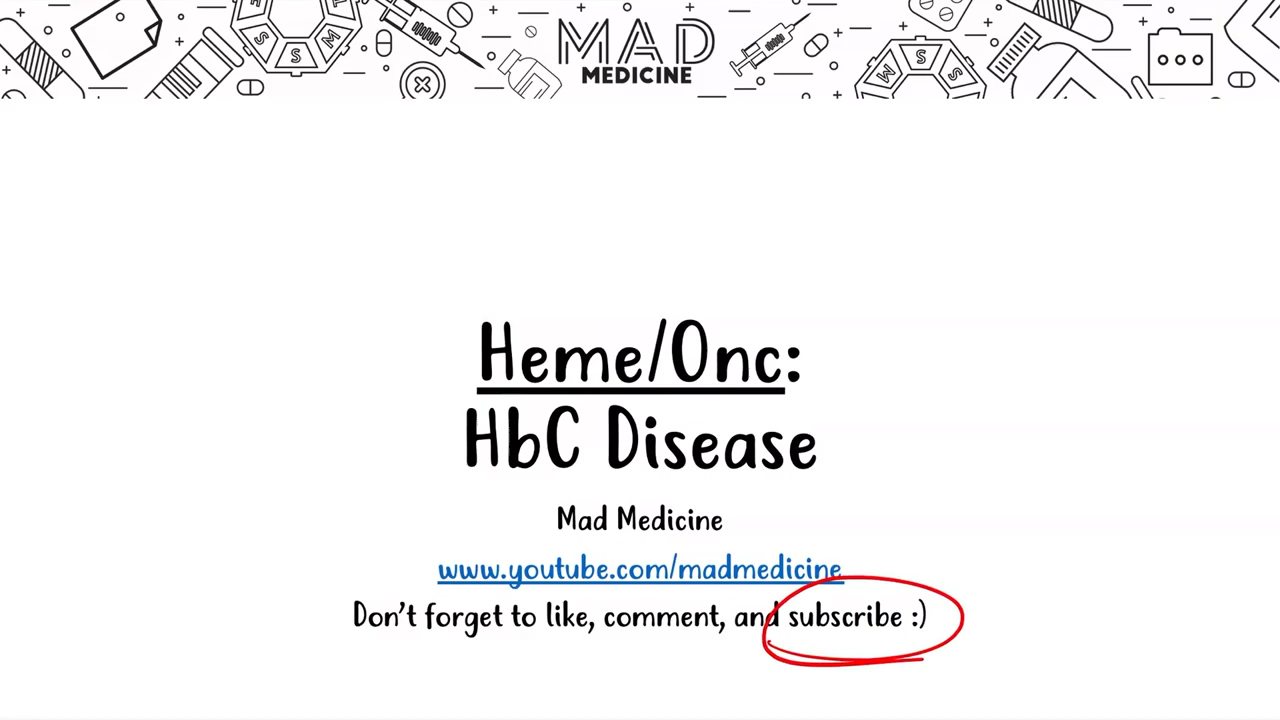 MAD
MEDICINE
Heme/Onc:
HbC Disease
Mad Medicine
www.youtube.com/madmedicine
Don't forget to like, comment, and subscribe :)